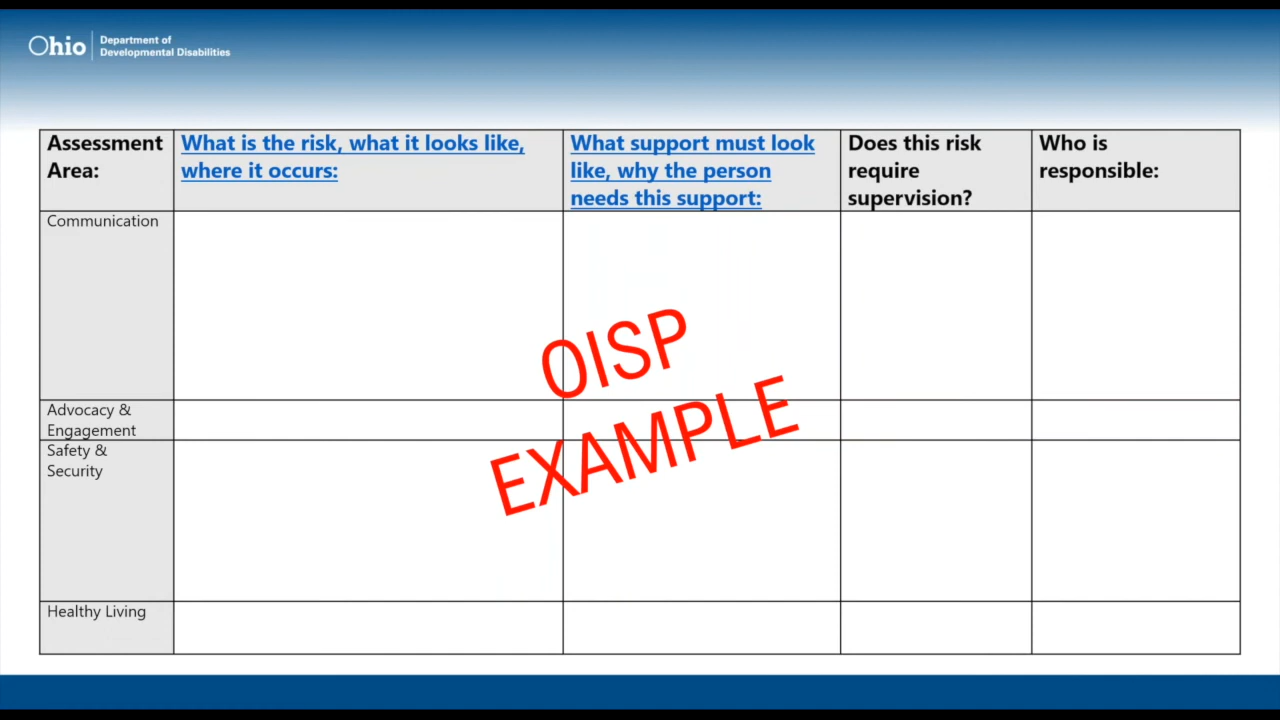 Ohio
Department of
Developmental Disabilities
Assessment
Area:
What is the risk, what it looks like,
where it occurs:
What support must look
like, why the person
needs this support:
Does this risk
require
supervision?
Who is
responsible:
Communication
Advocacy &
Engagement
Safety &
Security
Healthy Living
OISP
EXAMPLE